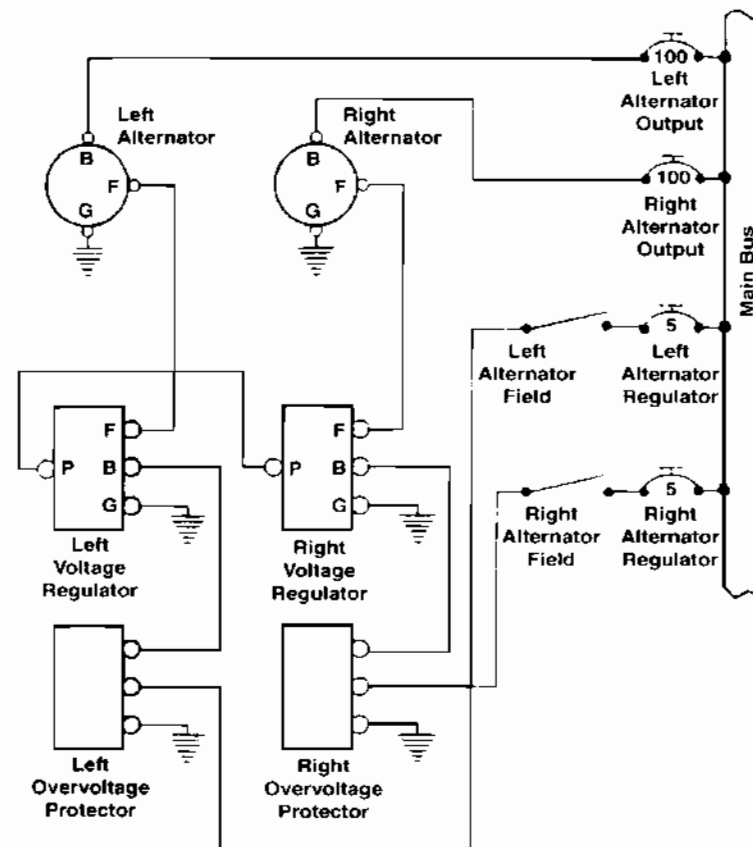 100
Left
Alternator
Output
Left
Alternator
B
F
G
Right
Alternator
B
F
G
100
Right
Alternator
Output
Main Bus
5
Left
Alternator
Field
Left
Alternator
Regulator
F
P
B
G
Left
Voltage
Regulator
F
P
B
G
Right
Voltage
Regulator
5
Right
Alternator
Field
Right
Alternator
Regulator
Left
Overvoltage
Protector
Right
Overvoltage
Protector